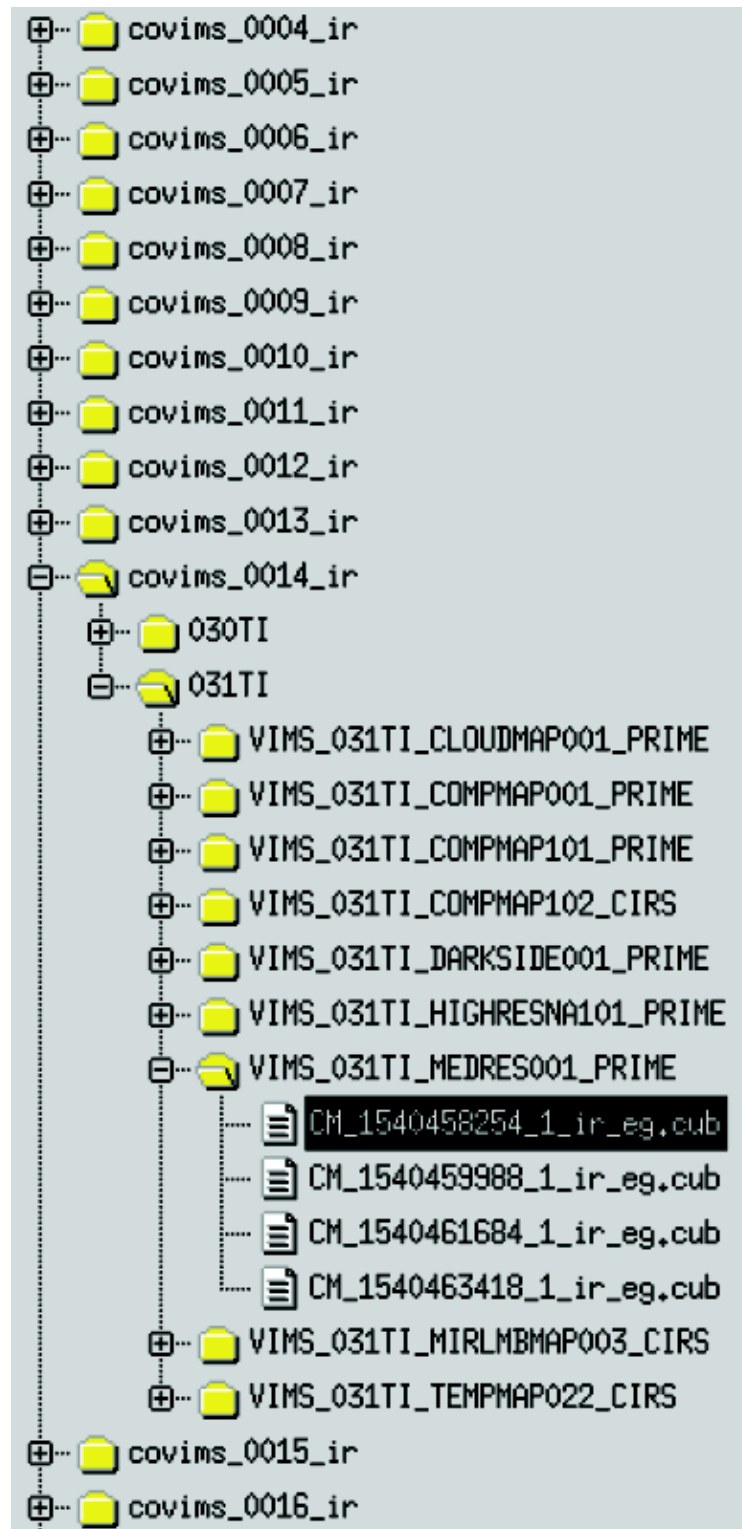 covims_0004_ir
covims_0005_ir
covims_0006_ir
covims_0007_ir
covims_0008_ir
covims_0009_ir
covims_0010_ir
covims_0011_ir
covims_0012_ir
covims_0013_ir
covims_0014_ir
030TI
031TI
VIMS_031TI_CLOUDMAP001_PRIME
VIMS_031TI_COMPMAP001_PRIME
VIMS_031TI_COMPMAP101_PRIME
VIMS_031TI_COMPMAP102_CIRS
VIMS_031TI_DARKSIDE001_PRIME
VIMS_031TI_HIGHRESNA101_PRIME
VIMS_031TI_MEDRES001_PRIME
CM_1540458254_1_ir_eg.cub
CM_1540459988_1_ir_eg.cub
CM_1540461684_1_ir_eg.cub
CM_1540463418_1_ir_eg.cub
VIMS_031TI_MIRLMBMAP003_CIRS
VIMS_031TI_TEMPMAP022_CIRS
covims_0015_ir
covims_0016_ir